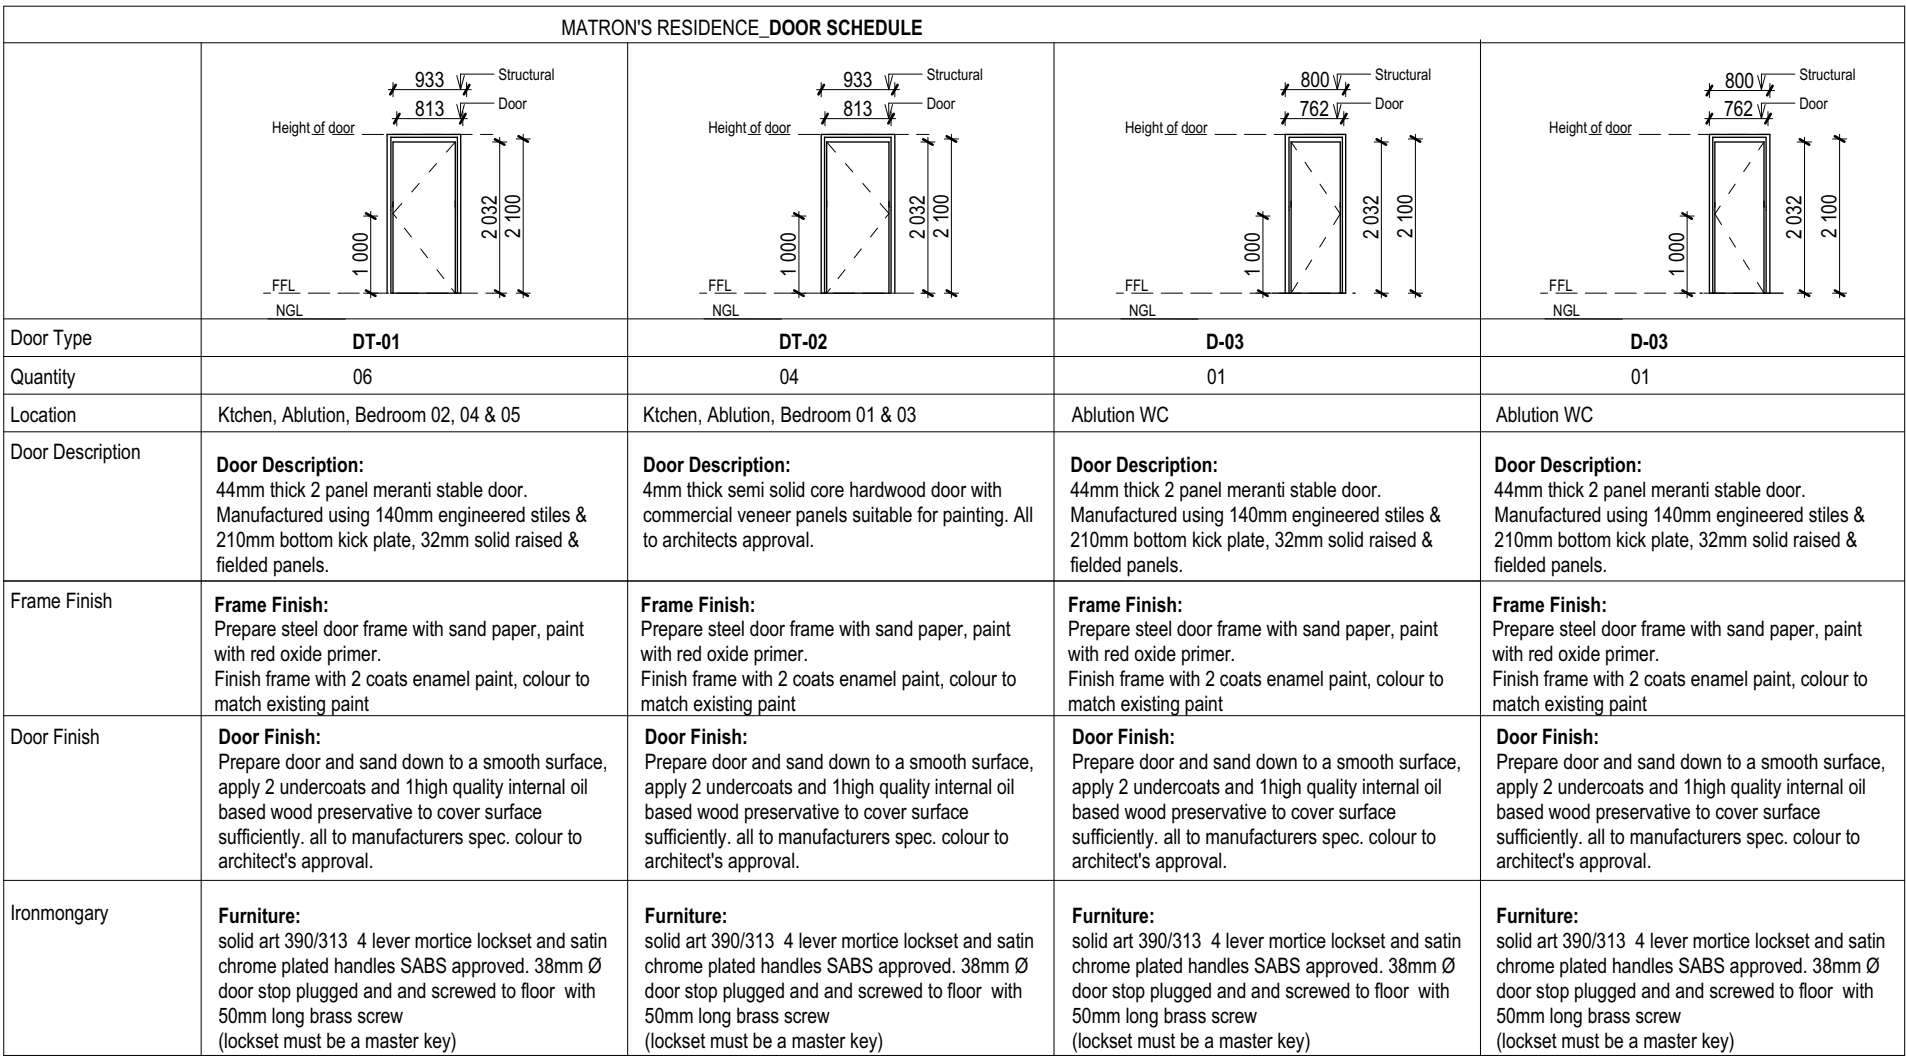 MATRON'S RESIDENCE_DOOR SCHEDULE
933 Structural
813 Door
Height of door
2 032
2 100
1 000
FFL
NGL
933 Structural
813 Door
Height of door
2 032
2 100
1 000
FFL
NGL
800 Structural
762 Door
Height of door
2 032
2 100
1 000
FFL
NGL
800 Structural
762 Door
Height of door
2 032
2 100
1 000
FFL
NGL
Door Type DT-01 DT-02 D-03 D-03
Quantity 06 04 01 01
Location Ktchen, Ablution, Bedroom 02, 04 & 05 Ktchen, Ablution, Bedroom 01 & 03 Ablution WC Ablution WC
Door Description
Door Description:
44mm thick 2 panel meranti stable door.
Manufactured using 140mm engineered stiles &
210mm bottom kick plate, 32mm solid raised &
fielded panels.
Door Description:
4mm thick semi solid core hardwood door with
commercial veneer panels suitable for painting. All
to architects approval.
Door Description:
44mm thick 2 panel meranti stable door.
Manufactured using 140mm engineered stiles &
210mm bottom kick plate, 32mm solid raised &
fielded panels.
Door Description:
44mm thick 2 panel meranti stable door.
Manufactured using 140mm engineered stiles &
210mm bottom kick plate, 32mm solid raised &
fielded panels.
Frame Finish
Frame Finish:
Prepare steel door frame with sand paper, paint
with red oxide primer.
Finish frame with 2 coats enamel paint, colour to
match existing paint
Frame Finish:
Prepare steel door frame with sand paper, paint
with red oxide primer.
Finish frame with 2 coats enamel paint, colour to
match existing paint
Frame Finish:
Prepare steel door frame with sand paper, paint
with red oxide primer.
Finish frame with 2 coats enamel paint, colour to
match existing paint
Frame Finish:
Prepare steel door frame with sand paper, paint
with red oxide primer.
Finish frame with 2 coats enamel paint, colour to
match existing paint
Door Finish
Door Finish:
Prepare door and sand down to a smooth surface,
apply 2 undercoats and 1high quality internal oil
based wood preservative to cover surface
sufficiently. all to manufacturers spec. colour to
architect's approval.
Door Finish:
Prepare door and sand down to a smooth surface,
apply 2 undercoats and 1high quality internal oil
based wood preservative to cover surface
sufficiently. all to manufacturers spec. colour to
architect's approval.
Door Finish:
Prepare door and sand down to a smooth surface,
apply 2 undercoats and 1high quality internal oil
based wood preservative to cover surface
sufficiently. all to manufacturers spec. colour to
architect's approval.
Door Finish:
Prepare door and sand down to a smooth surface,
apply 2 undercoats and 1high quality internal oil
based wood preservative to cover surface
sufficiently. all to manufacturers spec. colour to
architect's approval.
Ironmongary
Furniture:
solid art 390/313 4 lever mortice lockset and satin
chrome plated handles SABS approved. 38mm Ø
door stop plugged and and screwed to floor with
50mm long brass screw
(lockset must be a master key)
Furniture:
solid art 390/313 4 lever mortice lockset and satin
chrome plated handles SABS approved. 38mm Ø
door stop plugged and and screwed to floor with
50mm long brass screw
(lockset must be a master key)
Furniture:
solid art 390/313 4 lever mortice lockset and satin
chrome plated handles SABS approved. 38mm Ø
door stop plugged and and screwed to floor with
50mm long brass screw
(lockset must be a master key)
Furniture:
solid art 390/313 4 lever mortice lockset and satin
chrome plated handles SABS approved. 38mm Ø
door stop plugged and and screwed to floor with
50mm long brass screw
(lockset must be a master key)